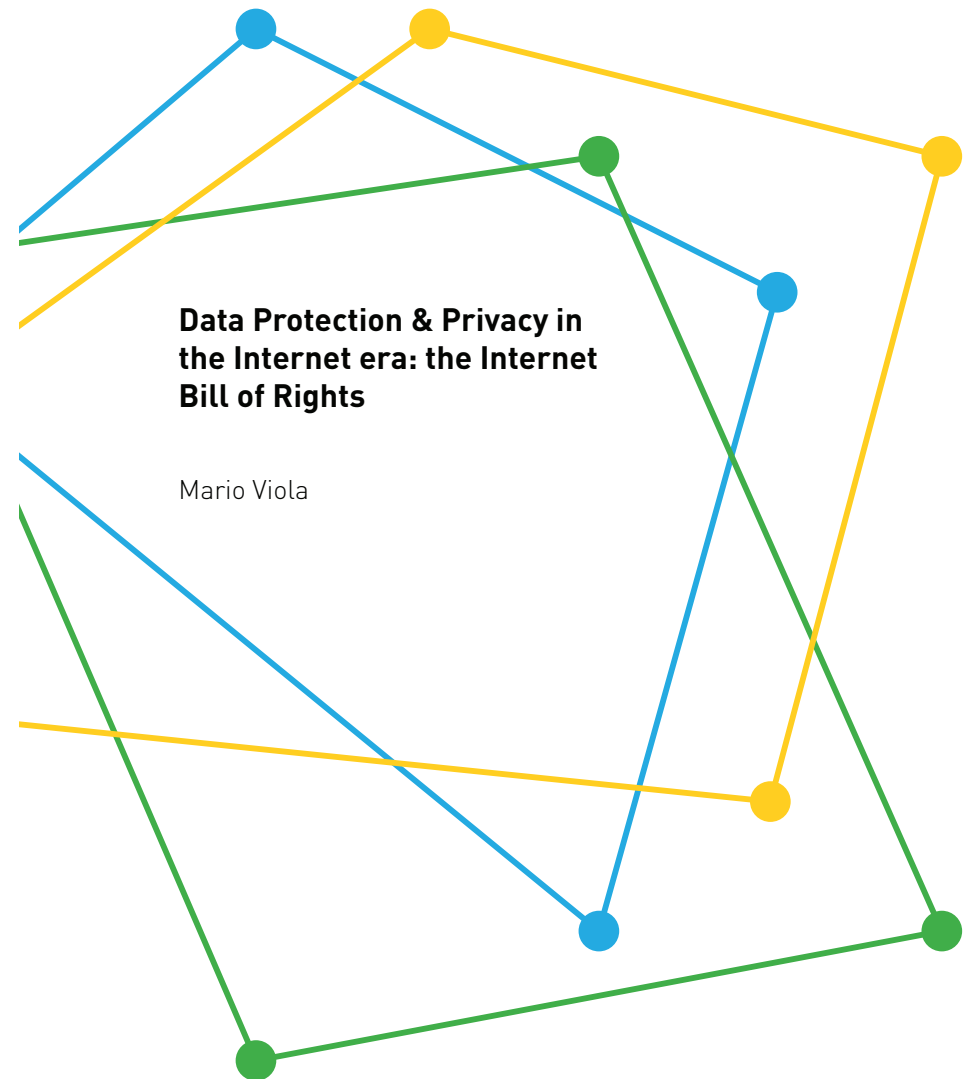 Data Protection & Privacy in
the Internet era: the Internet
Bill of Rights
Mario Viola